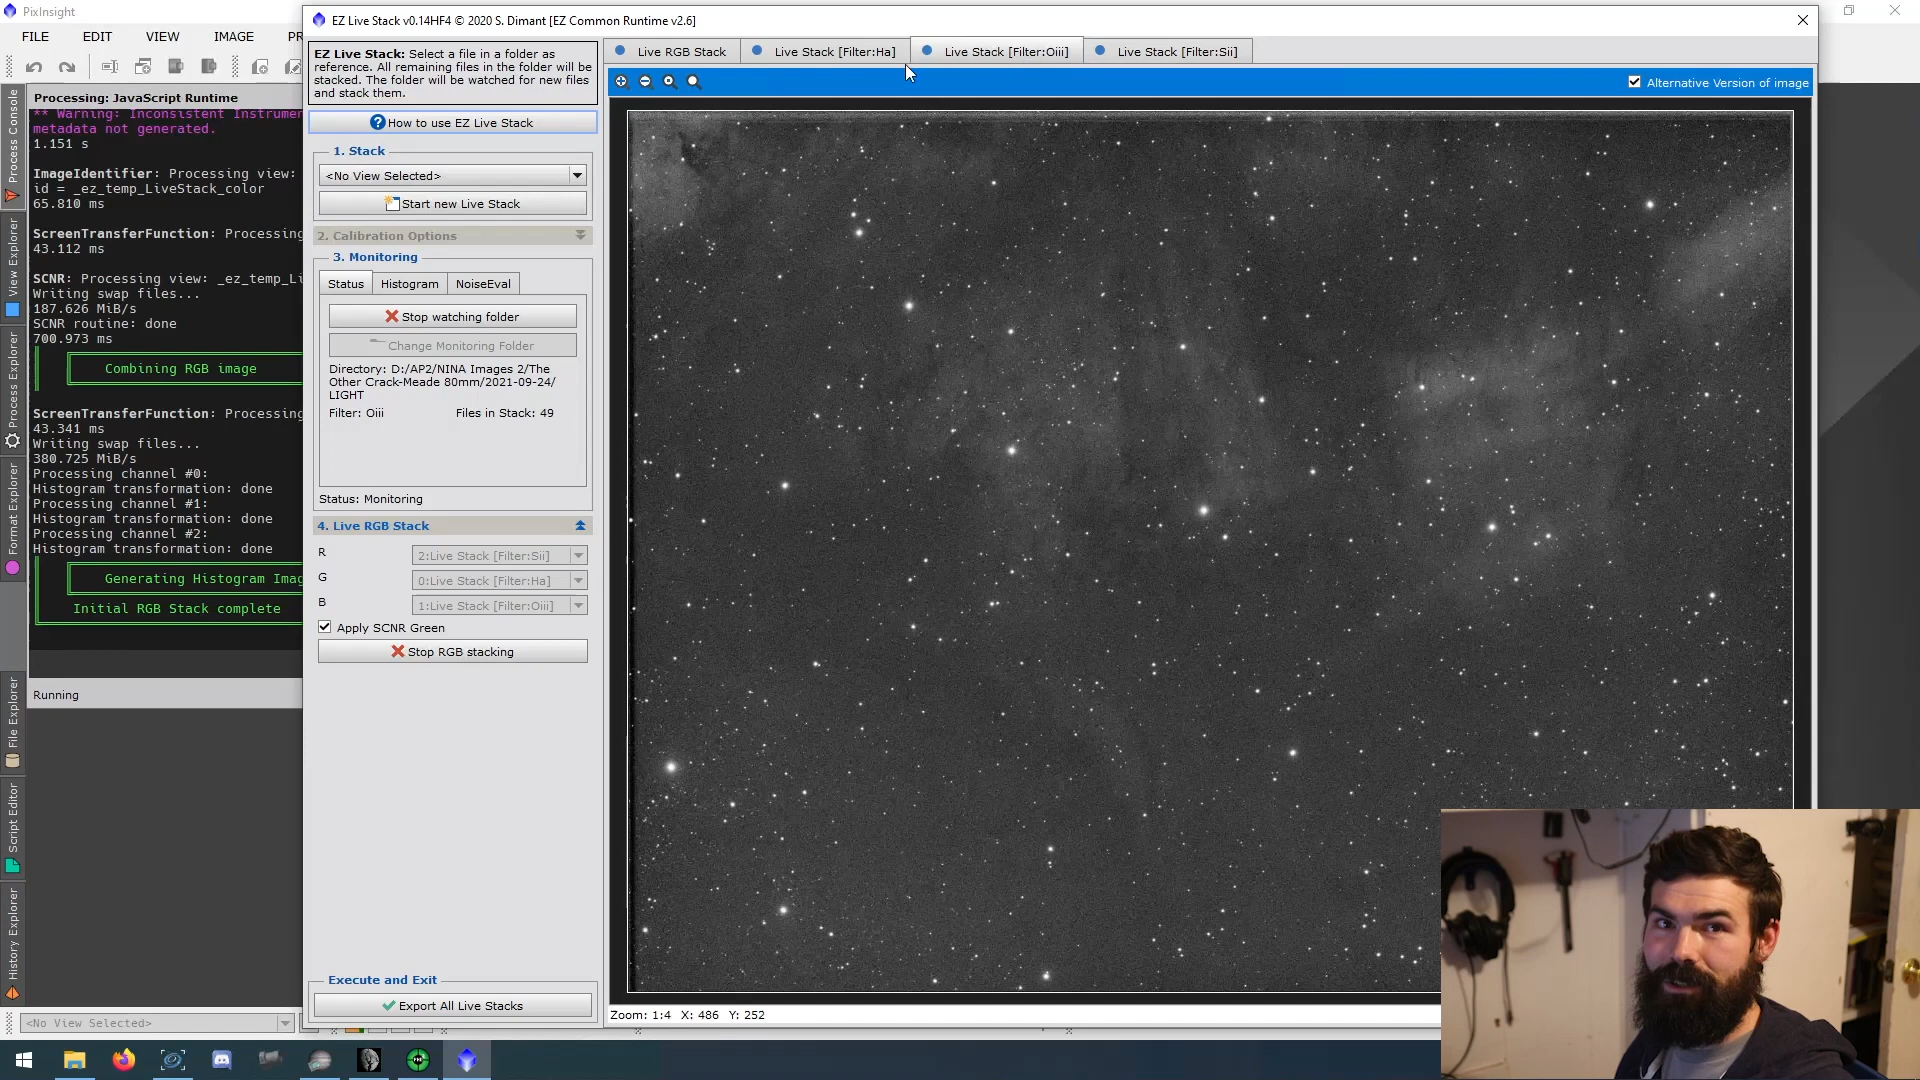 PixInsight
FILE EDIT VIEW IMAGE PR
EZ Live Stack v0.14HF4 © 2020 S. Dimant [EZ Common Runtime v2.6]
EZ Live Stack: Select a file in a folder as
reference. All remaining files in the folder will be
stacked. The folder will be watched for new files
and stack them.
How to use EZ Live Stack
1. Stack
<No View Selected>
Start new Live Stack
2. Calibration Options
3. Monitoring
Status Histogram NoiseEval
Stop watching folder
Change Monitoring Folder
Directory: D:/AP2/NINA Images 2/The
Other Crack-Meade 80mm/2021-09-24/
LIGHT
Filter: Oiii Files in Stack: 49
Status: Monitoring
4. Live RGB Stack
R 2:Live Stack [Filter:Sii]
G 0:Live Stack [Filter:Ha]
B 1:Live Stack [Filter:Oiii]
Apply SCNR Green
Stop RGB stacking
Execute and Exit
Export All Live Stacks
Live RGB Stack Live Stack [Filter:Ha] Live Stack [Filter:Oiii] Live Stack [Filter:Sii]
Alternative Version of image
Zoom: 1:4 X: 486 Y: 252
Processing: JavaScript Runtime
** Warning: Inconsistent Instrumen
metadata not generated.
1.151 s
ImageIdentifier: Processing view:
id = _ez_temp_LiveStack_color
65.810 ms
ScreenTransferFunction: Processing
43.112 ms
SCNR: Processing view: _ez_temp_Li
Writing swap files...
187.626 MiB/s
SCNR routine: done
700.973 ms
Combining RGB image
ScreenTransferFunction: Processing
43.341 ms
Writing swap files...
380.725 MiB/s
Processing channel #0:
Histogram transformation: done
Processing channel #1:
Histogram transformation: done
Processing channel #2:
Histogram transformation: done
Generating Histogram Imag
Initial RGB Stack complete
Running
<No View Selected>
Process Console
View Explorer
Process Explorer
Format Explorer
File Explorer
Script Editor
History Explorer